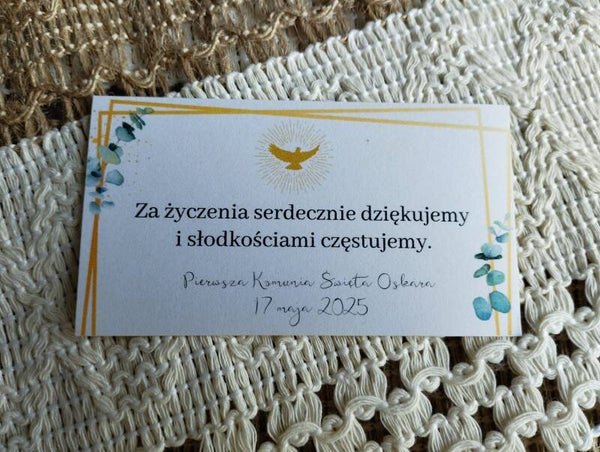 Za życzenia serdecznie dziękujemy
i słodkościami częstujemy.
Pierwsza Komunia Święta Oskara
17 maja 2025